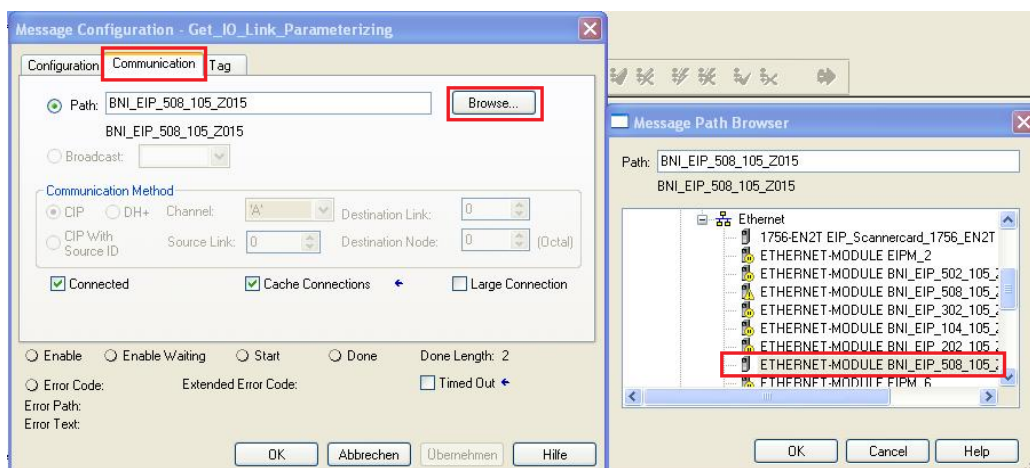 Message Configuration - Get_IO_Link_Parameterizing
Configuration Communication Tag
Path: BNI_EIP_508_105_Z015 Browse...
BNI_EIP_508_105_Z015
Broadcast:
Communication Method
CIP DH+ Channel: 'A' Destination Link: 0
CIP With Source ID Source Link: 0 Destination Node: 0 (Octal)
Connected Cache Connections Large Connection
Enable Enable Waiting Start Done Done Length: 2
Error Code: Extended Error Code: Timed Out
Error Path:
Error Text:
OK Abbrechen Übernehmen Hilfe
Message Path Browser
Path: BNI_EIP_508_105_Z015
BNI_EIP_508_105_Z015
Ethernet
1756-EN2T EIP_Scannercard_1756_EN2T
ETHERNET-MODULE EIPM_2
ETHERNET-MODULE BNI_EIP_502_105_
ETHERNET-MODULE BNI_EIP_508_105_
ETHERNET-MODULE BNI_EIP_302_105_
ETHERNET-MODULE BNI_EIP_104_105_
ETHERNET-MODULE BNI_EIP_202_105_
ETHERNET-MODULE BNI_EIP_508_105_
ETHERNET-MODULE EIPM_6
OK Cancel Help